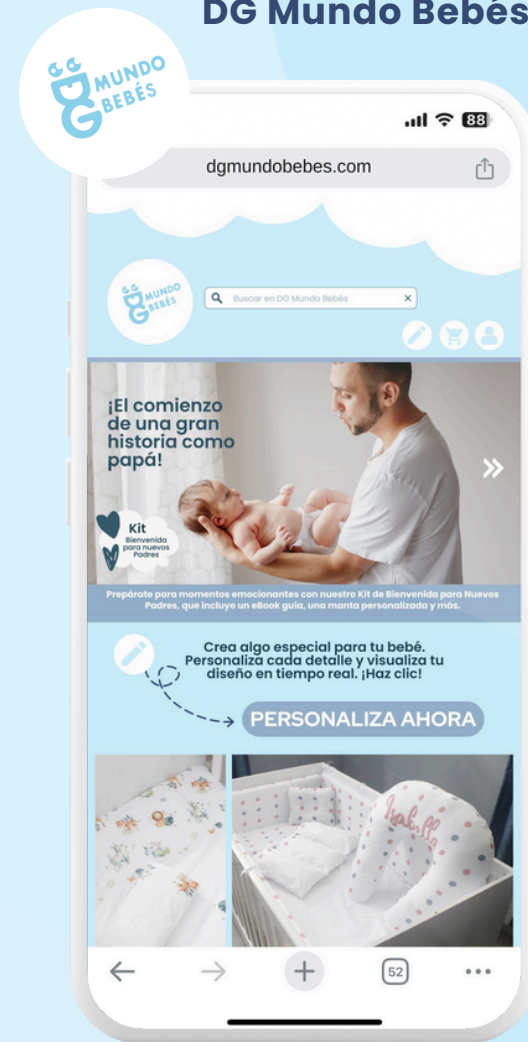 DG Mundo Bebés
DG MUNDO
BEBÉS
88
dgmundobebes.com
DG MUNDO
BEBÉS
Buscar en DG Mundo Bebés
¡El comienzo
de una gran
historia como
papá!
Kit
Bienvenida
para nuevos
Padres
Prepárate para momentos emocionantes con nuestro Kit de Bienvenida para Nuevos
Padres, que incluye un eBook guía, una manta personalizada y más.
Crea algo especial para tu bebé.
Personaliza cada detalle y visualiza tu
diseño en tiempo real. ¡Haz clic!
PERSONALIZA AHORA
Isabella
52